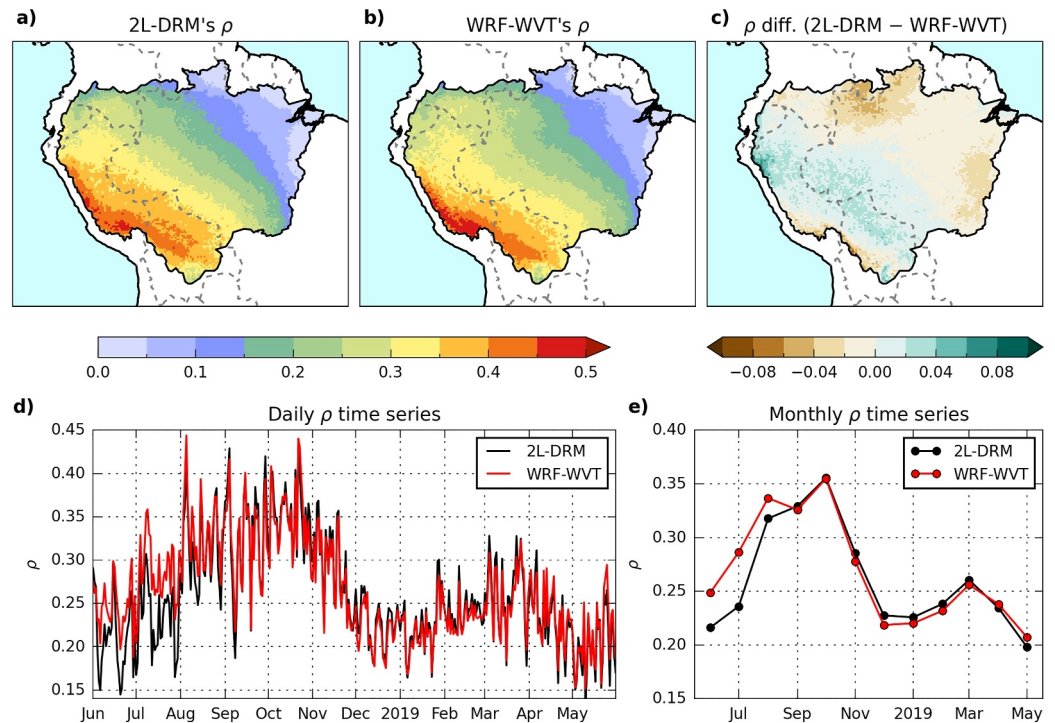 a) 2L-DRM's ρ
b) WRF-WVT's ρ
c) ρ diff. (2L-DRM − WRF-WVT)
0.0 0.1 0.2 0.3 0.4 0.5
−0.08 −0.04 0.00 0.04 0.08
d) Daily ρ time series
0.45
0.40
0.35
0.30
0.25
0.20
0.15
ρ
2L-DRM
WRF-WVT
Jun Jul Aug Sep Oct Nov Dec 2019 Feb Mar Apr May
e) Monthly ρ time series
0.40
0.35
0.30
0.25
0.20
0.15
ρ
2L-DRM
WRF-WVT
Jul Sep Nov 2019 Mar May